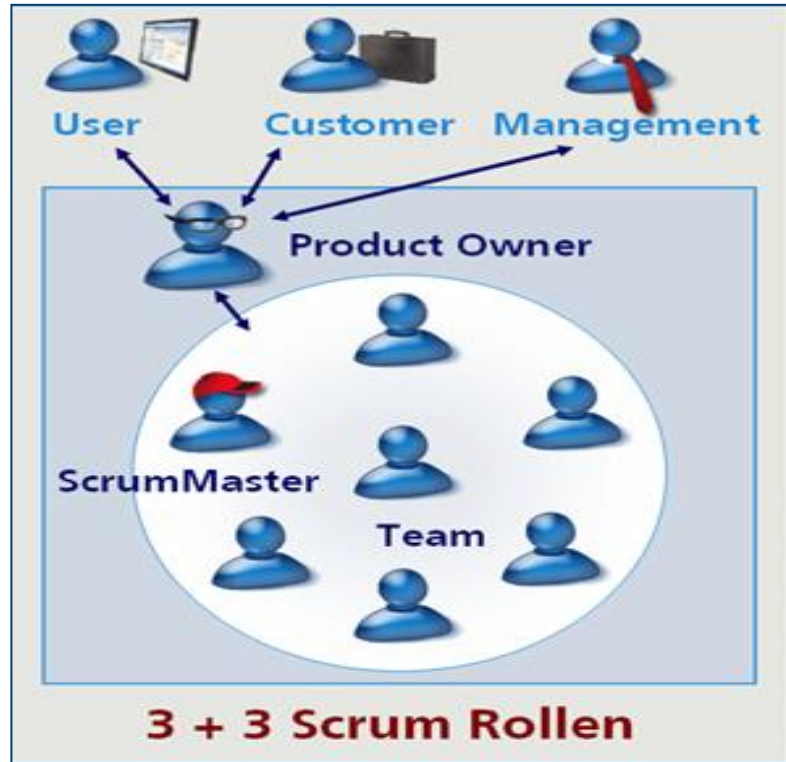 User Customer Management
Product Owner
ScrumMaster
Team
3 + 3 Scrum Rollen